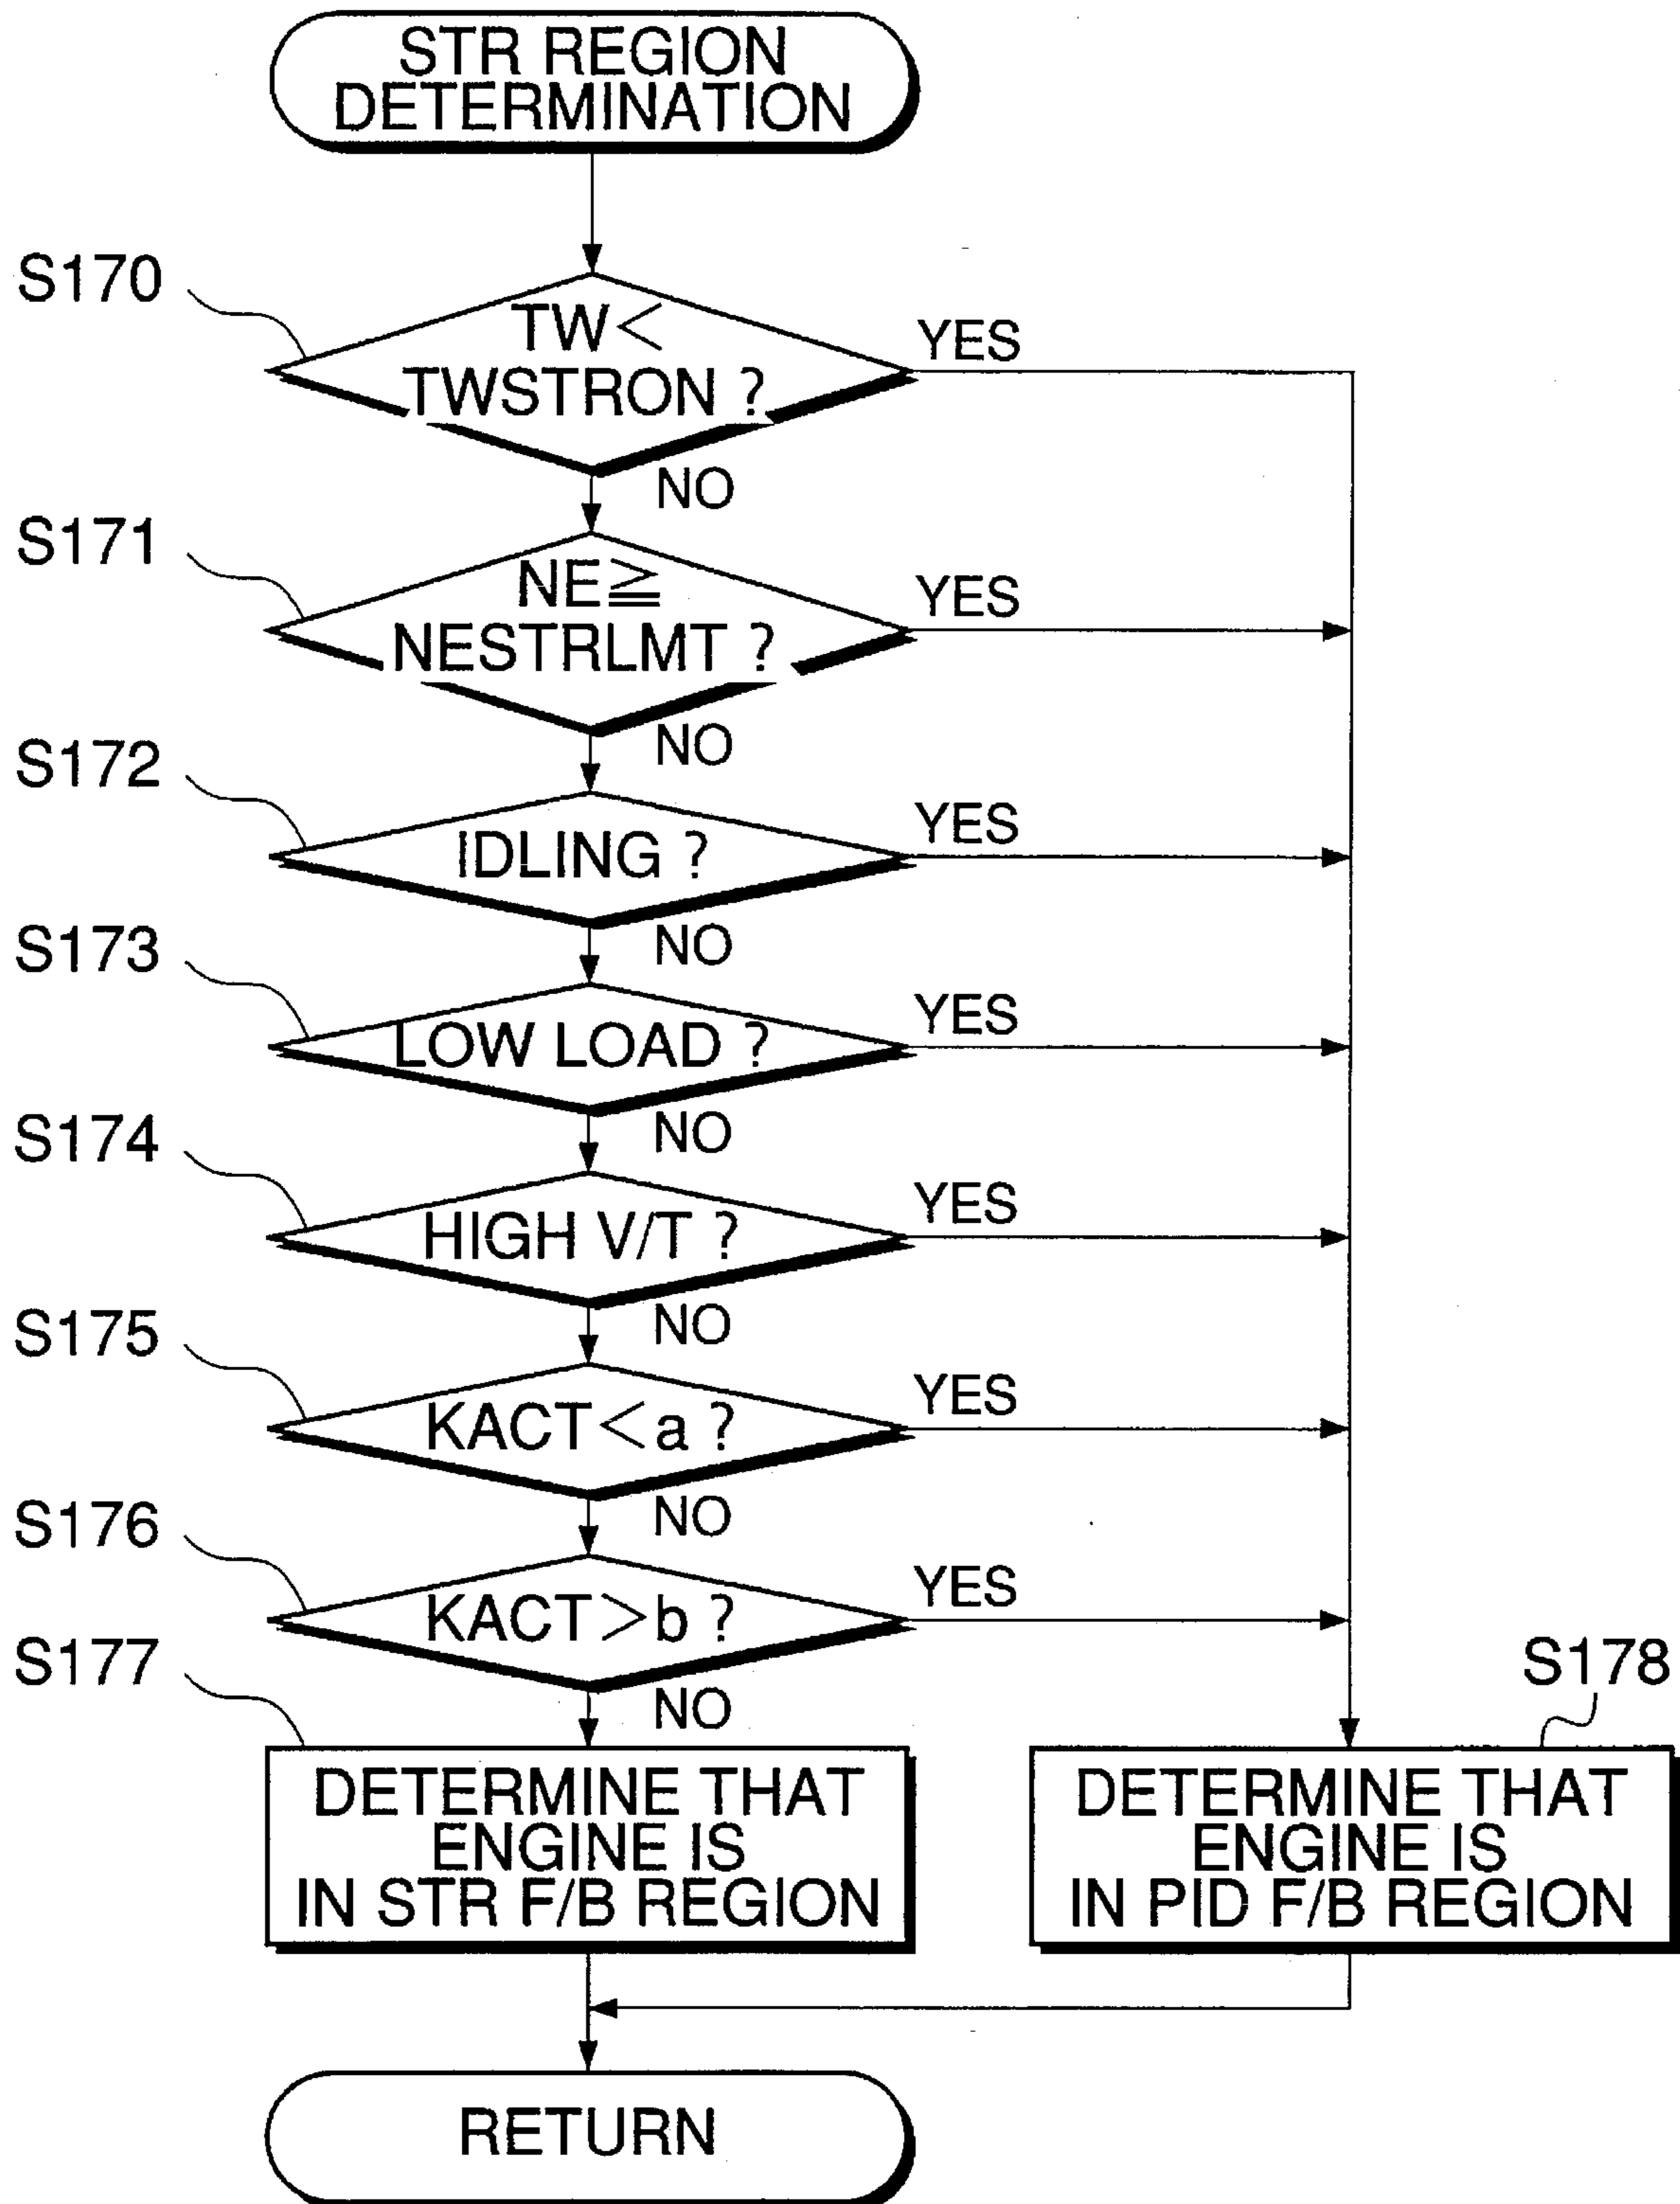 STR REGION
DETERMINATION
S170
TW<
TWSTRON ?
YES
NO
S171
NE≧
NESTRLMT ?
YES
NO
S172
IDLING ?
YES
NO
S173
LOW LOAD ?
YES
NO
S174
HIGH V/T ?
YES
NO
S175
KACT<a ?
YES
NO
S176
KACT>b ?
YES
NO
S177
DETERMINE THAT
ENGINE IS
IN STR F/B REGION
S178
DETERMINE THAT
ENGINE IS
IN PID F/B REGION
RETURN